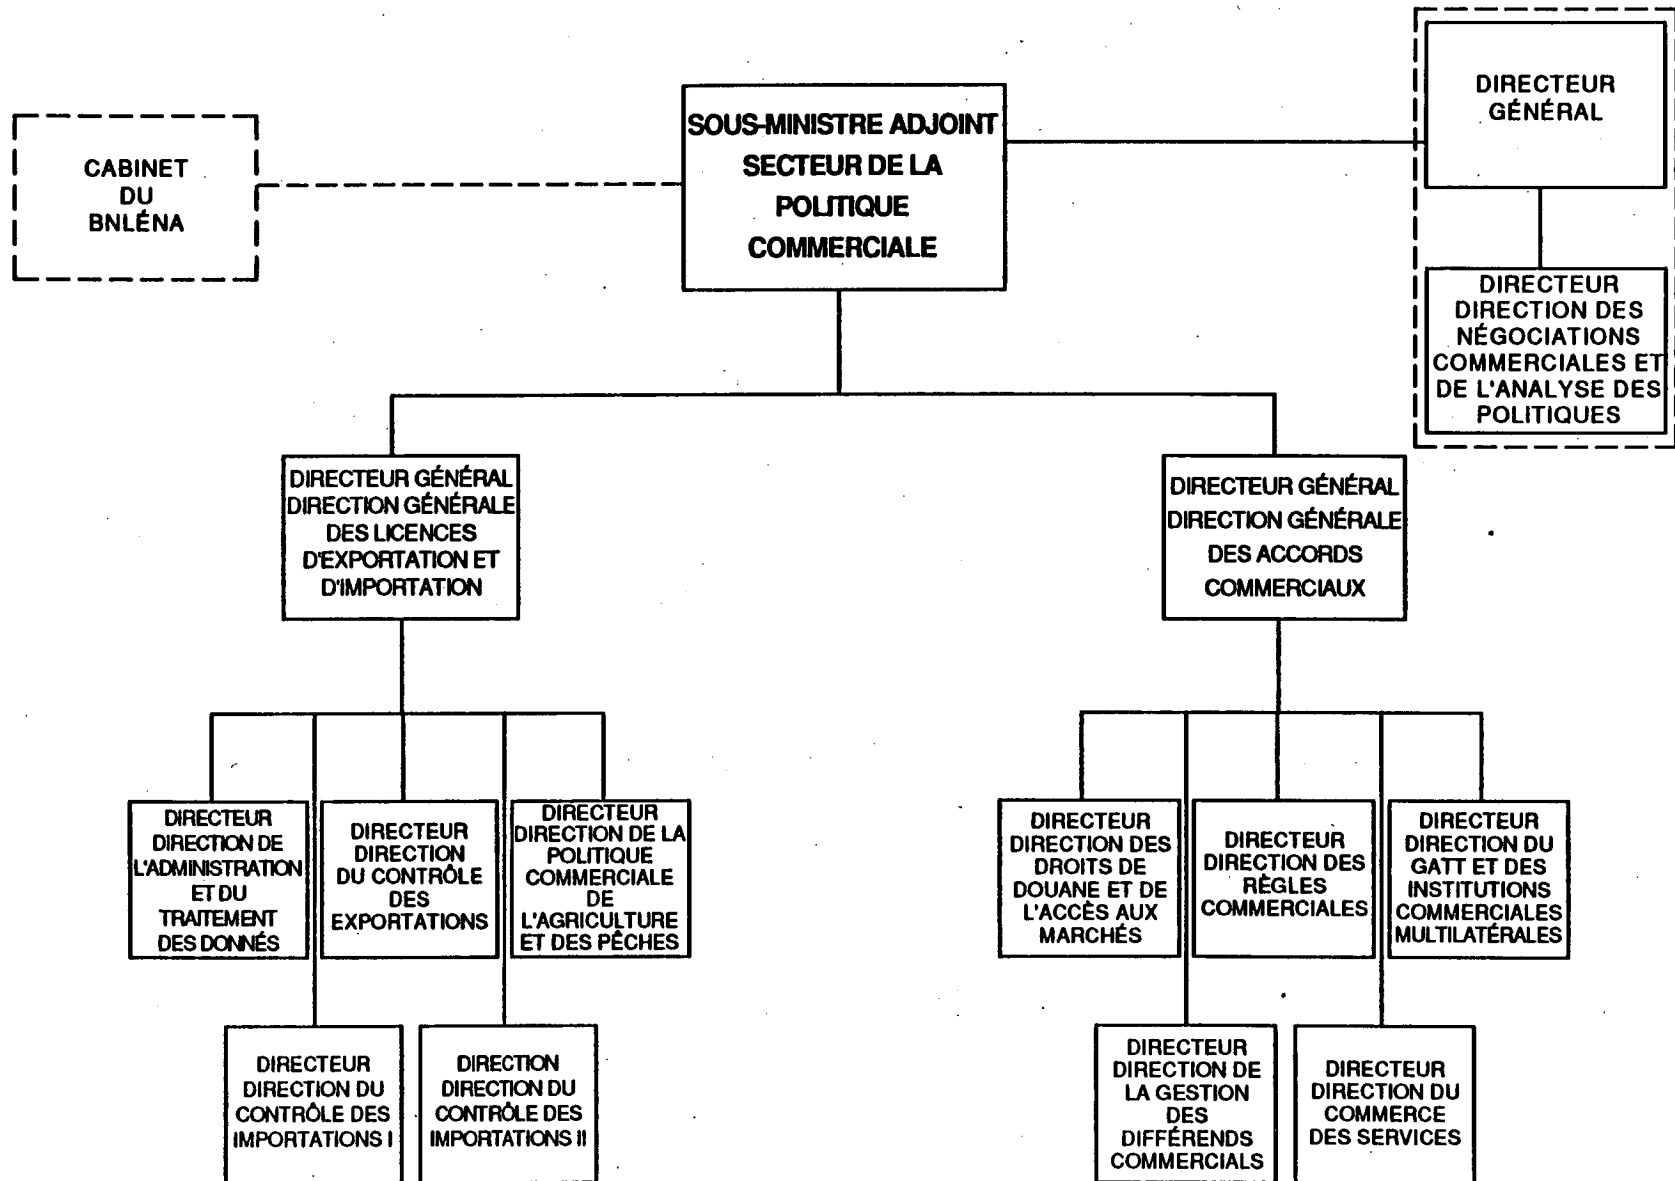 DIRECTEUR
GÉNÉRAL
SOUS-MINISTRE ADJOINT
SECTEUR DE LA
POLITIQUE
COMMERCIALE
CABINET
DU
BNLÉNA
DIRECTEUR
DIRECTION DES
NÉGOCIATIONS
COMMERCIALES ET
DE L'ANALYSE DES
POLITIQUES
DIRECTEUR GÉNÉRAL
DIRECTION GÉNÉRALE
DES LICENCES
D'EXPORTATION ET
D'IMPORTATION
DIRECTEUR GÉNÉRAL
DIRECTION GÉNÉRALE
DES ACCORDS
COMMERCIAUX
DIRECTEUR
DIRECTION DE
L'ADMINISTRATION
ET DU
TRAITEMENT
DES DONNÉS
DIRECTEUR
DIRECTION
DU CONTRÔLE
DES
EXPORTATIONS
DIRECTEUR
DIRECTION DE LA
POLITIQUE
COMMERCIALE
DE
L'AGRICULTURE
ET DES PÊCHES
DIRECTEUR
DIRECTION DES
DROITS DE
DOUANE ET DE
L'ACCÈS AUX
MARCHÉS
DIRECTEUR
DIRECTION DES
RÈGLES
COMMERCIALES
DIRECTEUR
DIRECTION DU
GATT ET DES
INSTITUTIONS
COMMERCIALES
MULTILATÉRALES
DIRECTEUR
DIRECTION DU
CONTRÔLE DES
IMPORTATIONS I
DIRECTION
DIRECTION DU
CONTRÔLE DES
IMPORTATIONS II
DIRECTEUR
DIRECTION DE
LA GESTION
DES
DIFFÉRENDS
COMMERCIALS
DIRECTEUR
DIRECTION DU
COMMERCE
DES SERVICES